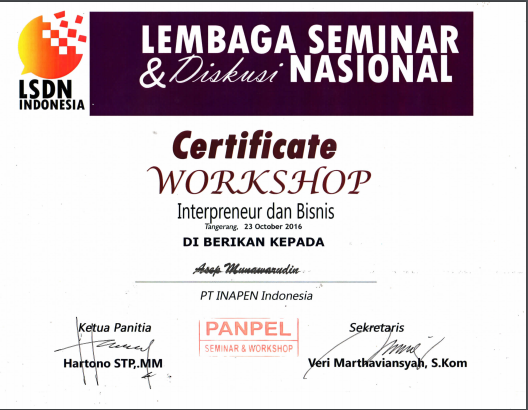 LSDN
INDONESIA
LEMBAGA SEMINAR
& Diskusi NASIONAL
Certificate
WORKSHOP
Interpreneur dan Bisnis
Tangerang, 23 October 2016
DI BERIKAN KEPADA
Asep Munawarudin
PT INAPEN Indonesia
Ketua Panitia
Hartono STP,.MM
PANPEL
SEMINAR & WORKSHOP
Sekretaris
Veri Marthaviansyah, S.Kom